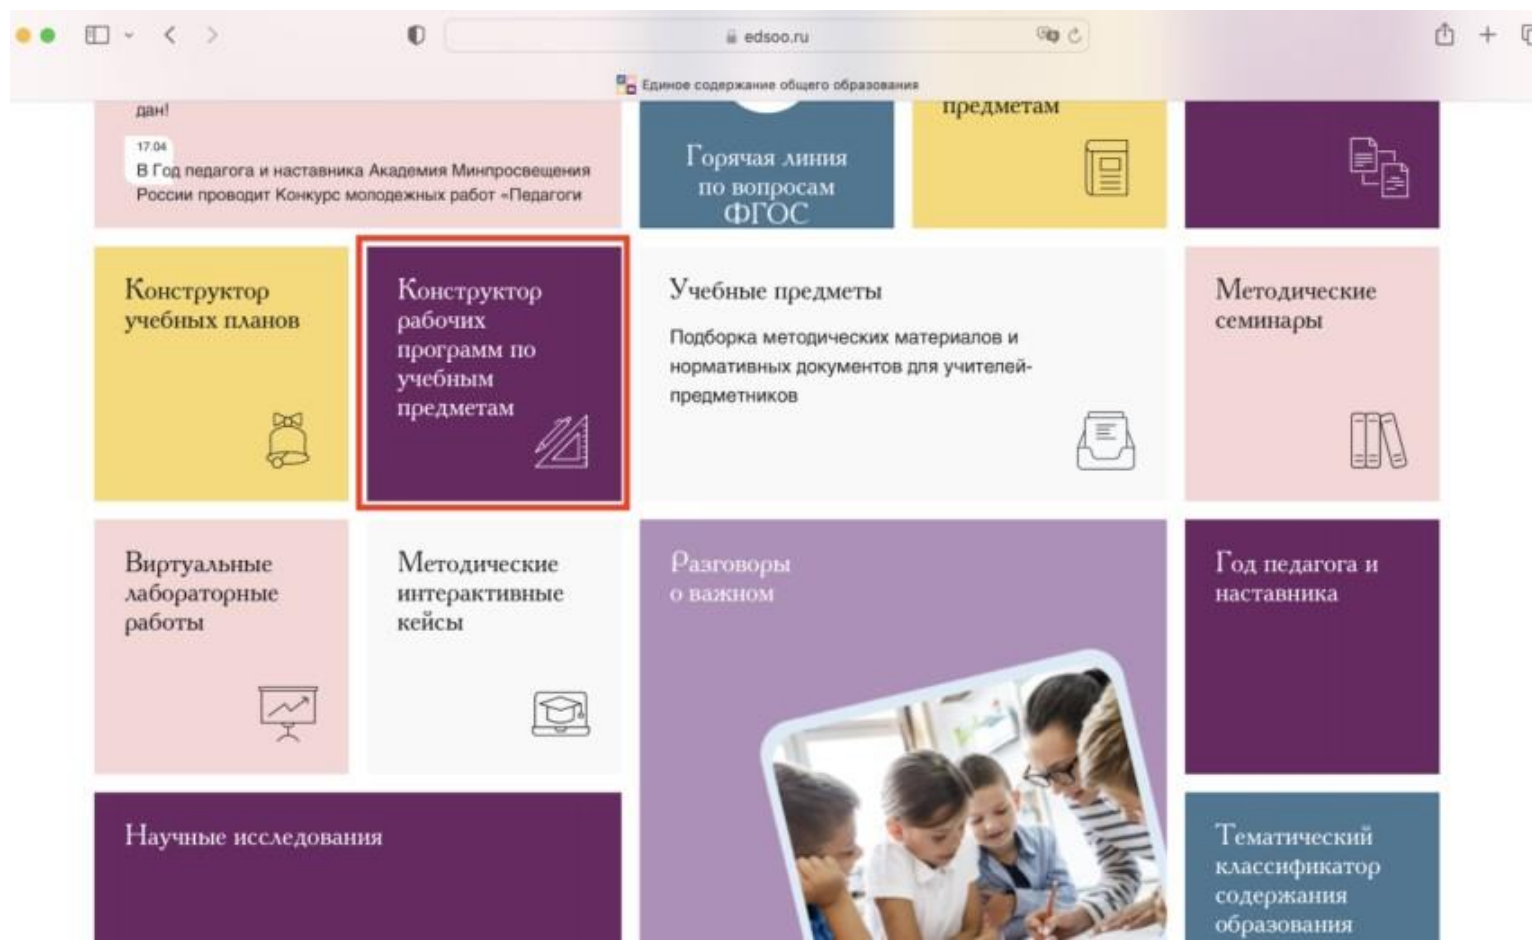 edsoo.ru
Единое содержание общего образования
дан!
17.04
В Год педагога и наставника Академия Минпросвещения
России проводит Конкурс молодежных работ «Педагоги
Горячая линия
по вопросам
ФГОС
предметам
Конструктор
учебных планов
Конструктор
рабочих
программ по
учебным
предметам
Учебные предметы
Подборка методических материалов и
нормативных документов для учителей-
предметников
Методические
семинары
Виртуальные
лабораторные
работы
Методические
интерактивные
кейсы
Разговоры
о важном
Год педагога и
наставника
Научные исследования
Тематический
классификатор
содержания
образования